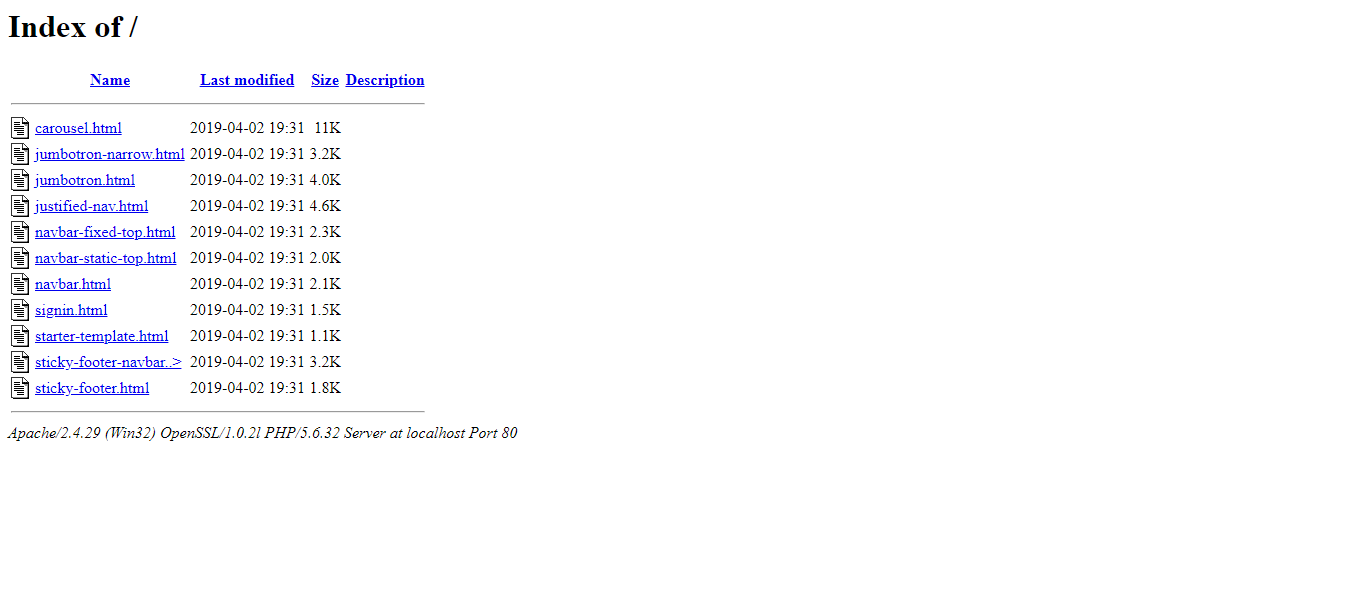 Index of /
Name Last modified Size Description
carousel.html 2019-04-02 19:31 11K
jumbotron-narrow.html 2019-04-02 19:31 3.2K
jumbotron.html 2019-04-02 19:31 4.0K
justified-nav.html 2019-04-02 19:31 4.6K
navbar-fixed-top.html 2019-04-02 19:31 2.3K
navbar-static-top.html 2019-04-02 19:31 2.0K
navbar.html 2019-04-02 19:31 2.1K
signin.html 2019-04-02 19:31 1.5K
starter-template.html 2019-04-02 19:31 1.1K
sticky-footer-navbar..> 2019-04-02 19:31 3.2K
sticky-footer.html 2019-04-02 19:31 1.8K
Apache/2.4.29 (Win32) OpenSSL/1.0.2l PHP/5.6.32 Server at localhost Port 80